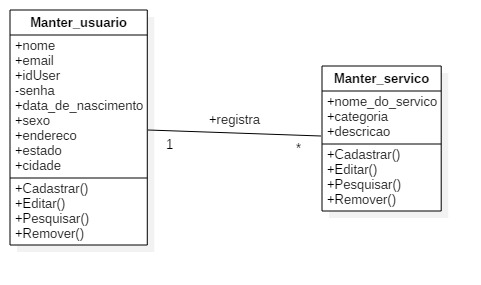 Manter_usuario
+nome
+email
+idUser
-senha
+data_de_nascimento
+sexo
+endereco
+estado
+cidade
+Cadastrar()
+Editar()
+Pesquisar()
+Remover()
+registra
1
*
Manter_servico
+nome_do_servico
+categoria
+descricao
+Cadastrar()
+Editar()
+Pesquisar()
+Remover()